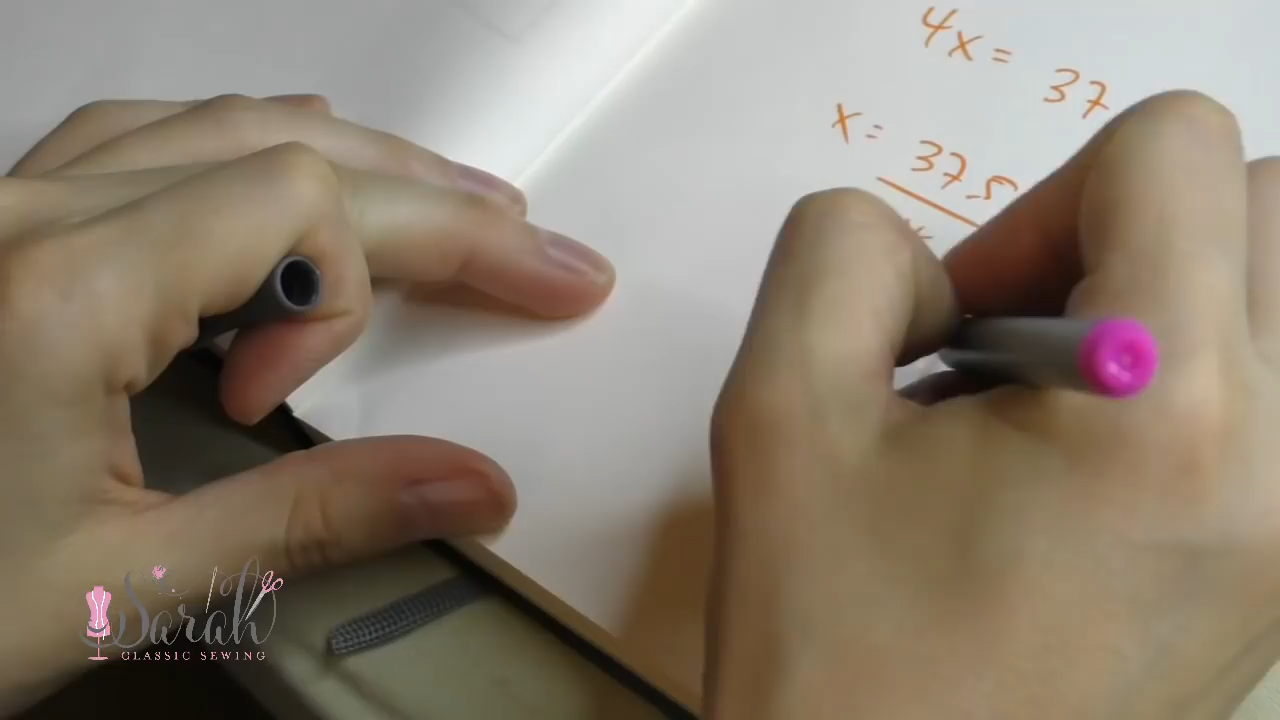 4x = 37
x = 37.5
Sarah
CLASSIC SEWING